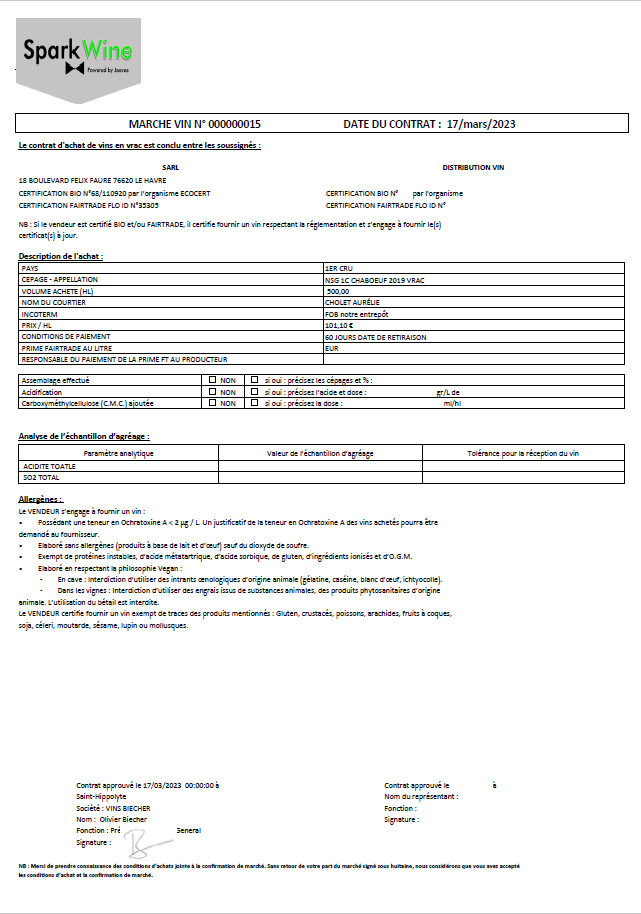 SparkWine
Powered by Jeeves
MARCHE VIN N° 000000015 DATE DU CONTRAT : 17/mars/2023
Le contrat d'achat de vins en vrac est conclu entre les soussignés :
SARL DISTRIBUTION VIN
18 BOULEVARD FELIX FAURE 76620 LE HAVRE
CERTIFICATION BIO N°68/110920 par l'organisme ECOCERT CERTIFICATION BIO N° par l'organisme
CERTIFICATION FAIRTRADE FLO ID N°35305 CERTIFICATION FAIRTRADE FLO ID N°
NB : Si le vendeur est certifié BIO et/ou FAIRTRADE, il certifie fournir un vin respectant la réglementation et s'engage à fournir le(s)
certificat(s) à jour.
Description de l'achat :
PAYS 1ER CRU
CEPAGE - APPELLATION NSG 1C CHABOEUF 2019 VRAC
VOLUME ACHETE (HL) 500,00
NOM DU COURTIER CHOLET AURÉLIE
INCOTERM FOB notre entrepôt
PRIX / HL 101,10 €
CONDITIONS DE PAIEMENT 60 JOURS DATE DE RETIRAISON
PRIME FAIRTRADE AU LITRE EUR
RESPONSABLE DU PAIEMENT DE LA PRIME FT AU PRODUCTEUR
Assemblage effectué NON si oui : précisez les cépages et % :
Acidification NON si oui : précisez l'acide et dose : gr/L de
Carboxyméthylcellulose (C.M.C.) ajoutée NON si oui : précisez la dose : ml/hl
Analyse de l'échantillon d'agréage :
Paramètre analytique Valeur de l'échantillon d'agréage Tolérance pour la réception du vin
ACIDITE TOATLE
SO2 TOTAL
Allergènes :
Le VENDEUR s'engage à fournir un vin :
• Possédant une teneur en Ochratoxine A < 2 µg / L. Un justificatif de la teneur en Ochratoxine A des vins achetés pourra être
demandé au fournisseur.
• Elaboré sans allergènes (produits à base de lait et d'œuf) sauf du dioxyde de soufre.
• Exempt de protéines instables, d'acide métatartrique, d'acide sorbique, de gluten, d'ingrédients ionisés et d'O.G.M.
• Elaboré en respectant la philosophie Vegan :
- En cave : Interdiction d'utiliser des intrants œnologiques d'origine animale (gélatine, caséine, blanc d'œuf, ichtyocolle).
- Dans les vignes : Interdiction d'utiliser des engrais issus de substances animales, des produits phytosanitaires d'origine
animale. L'utilisation du bétail est interdite.
Le VENDEUR certifie fournir un vin exempt de traces des produits mentionnés : Gluten, crustacés, poissons, arachides, fruits à coques,
soja, céleri, moutarde, sésame, lupin ou mollusques.
Contrat approuvé le 17/03/2023 00:00:00 à Contrat approuvé le à
Saint-Hippolyte Nom du représentant :
Société : VINS BIECHER Fonction :
Nom : Olivier Biecher Signature :
Fonction : Pré General
Signature :
NB : Merci de prendre connaissance des conditions d'achats jointe à la confirmation de marché. Sans retour de votre part du marché signé sous huitaine, nous considérons que vous avez accepté
les conditions d'achat et la confirmation de marché.